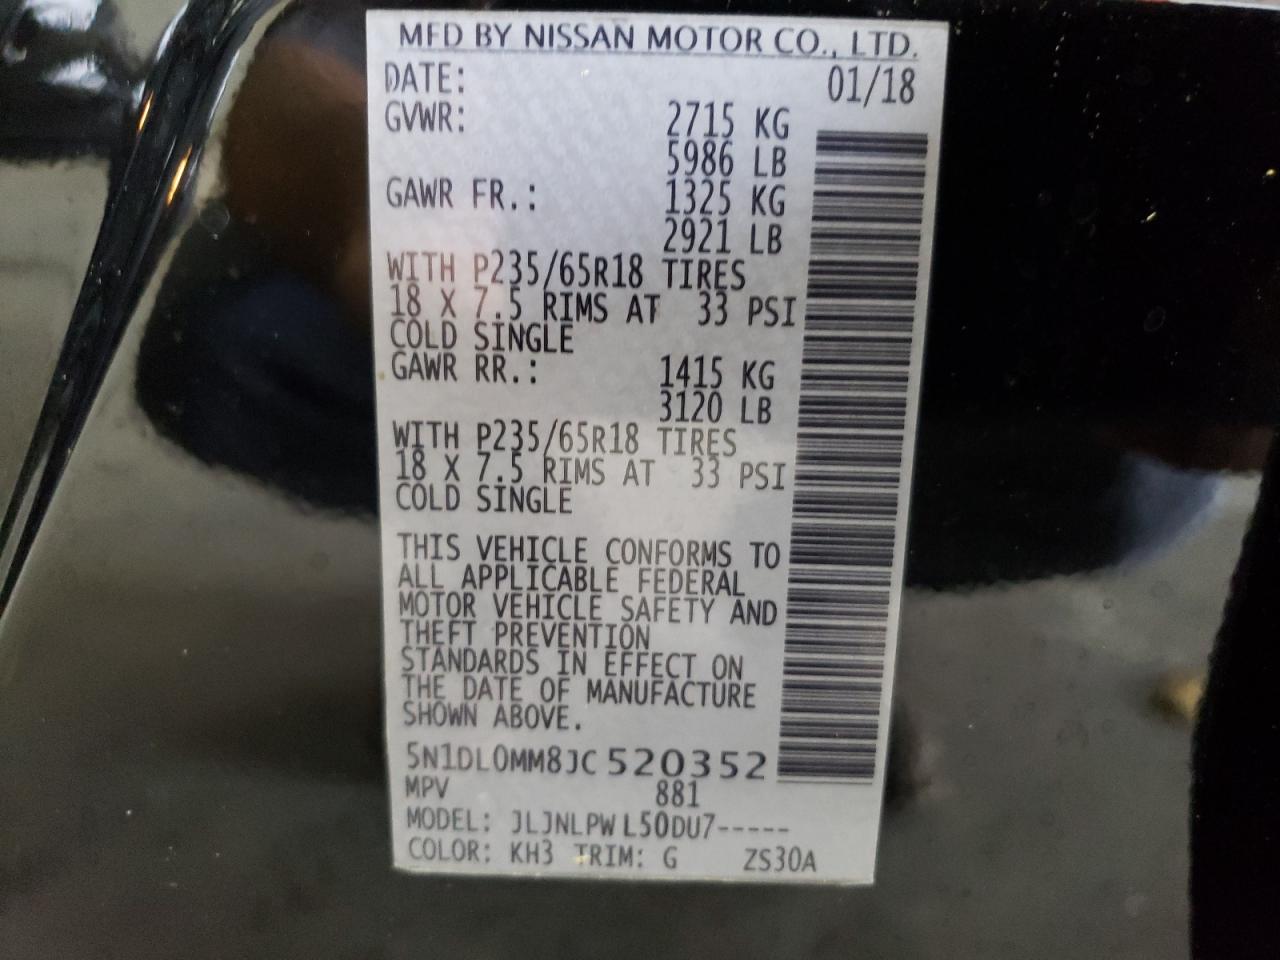 MFD BY NISSAN MOTOR CO., LTD.
DATE: 01/18
GVWR: 2715 KG
5986 LB
GAWR FR.: 1325 KG
2921 LB
WITH P235/65R18 TIRES
18 X 7.5 RIMS AT 33 PSI
COLD SINGLE
GAWR RR.: 1415 KG
3120 LB
WITH P235/65R18 TIRES
18 X 7.5 RIMS AT 33 PSI
COLD SINGLE
THIS VEHICLE CONFORMS TO
ALL APPLICABLE FEDERAL
MOTOR VEHICLE SAFETY AND
THEFT PREVENTION
STANDARDS IN EFFECT ON
THE DATE OF MANUFACTURE
SHOWN ABOVE.
5N1DL0MM8JC520352
MPV 881
MODEL: JLJNLPWL50DU7-----
COLOR: KH3 TRIM: G ZS30A